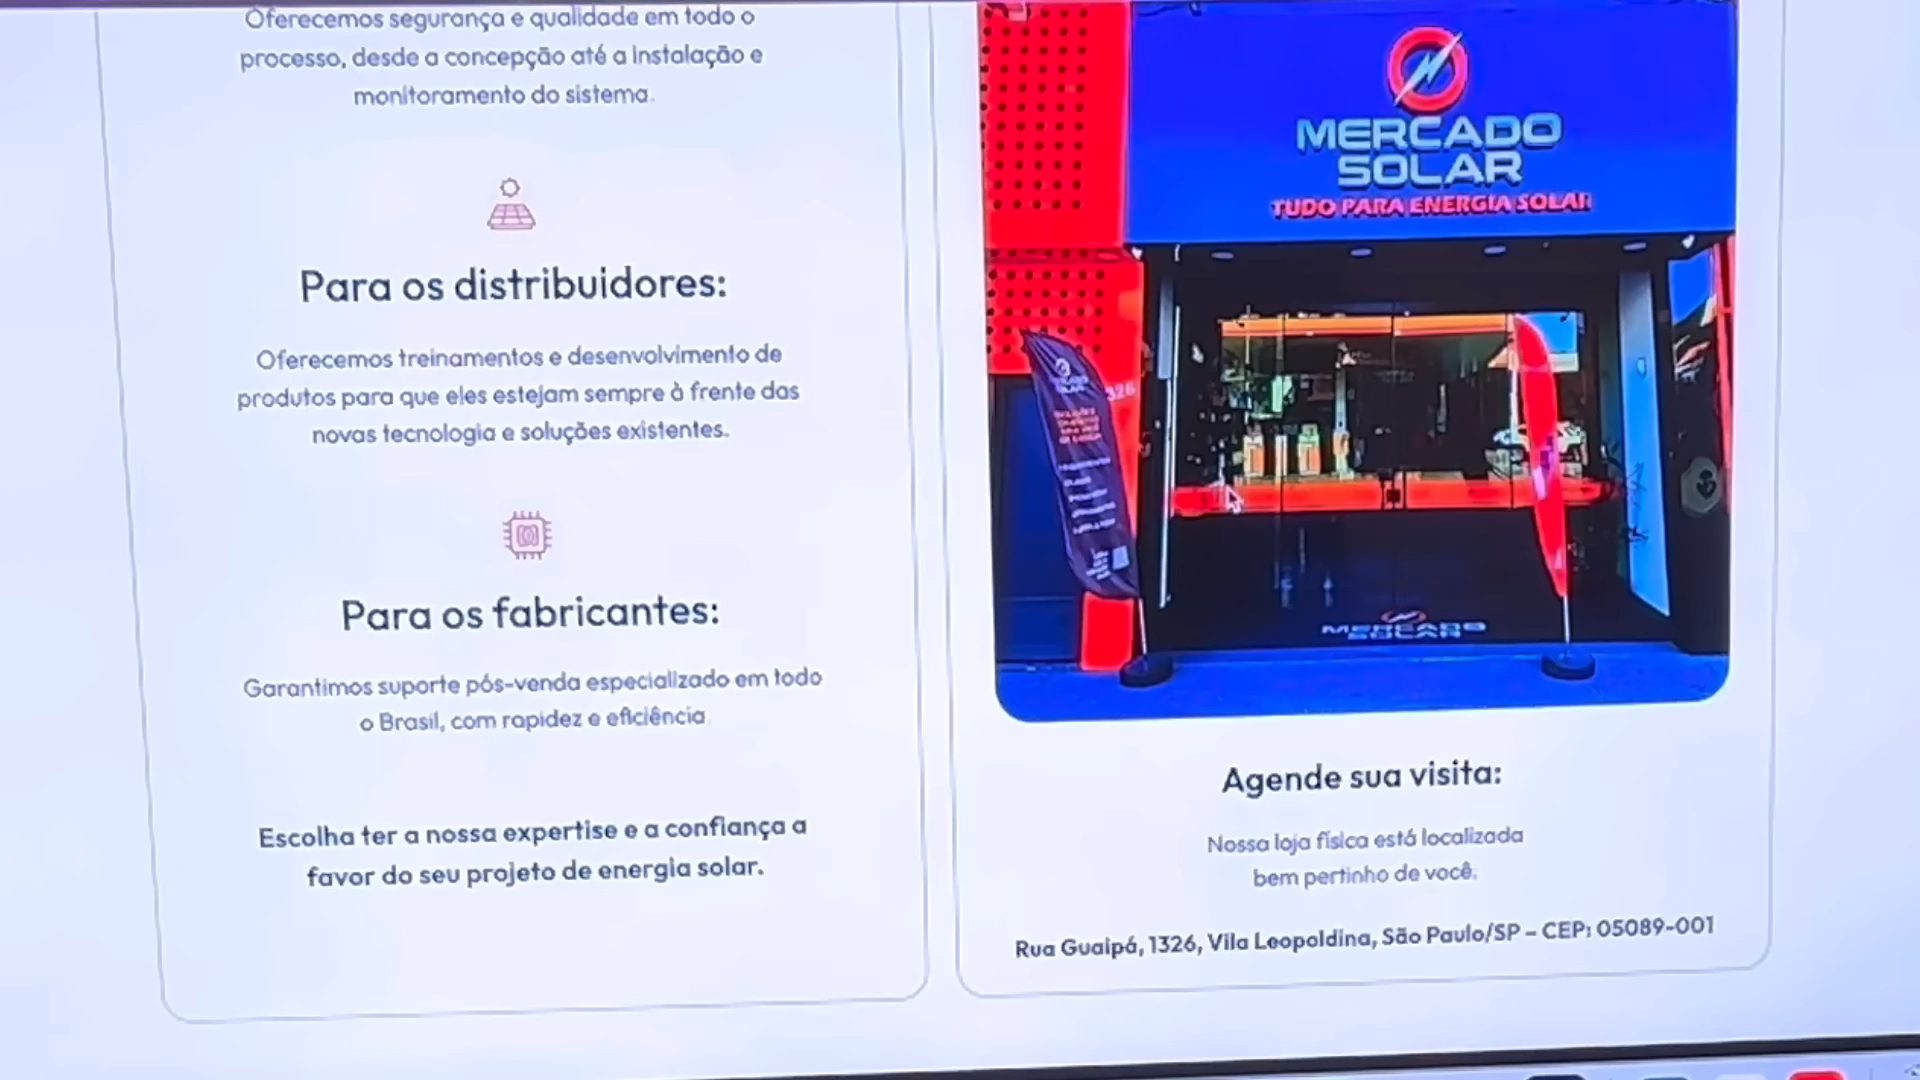 Oferecemos segurança e qualidade em todo o
processo, desde a concepção até a instalação e
monitoramento do sistema.
Para os distribuidores:
Oferecemos treinamentos e desenvolvimento de
produtos para que eles estejam sempre à frente das
novas tecnologia e soluções existentes.
Para os fabricantes:
Garantimos suporte pós-venda especializado em todo
o Brasil, com rapidez e eficiência.
Escolha ter a nossa expertise e a confiança a
favor do seu projeto de energia solar.
MERCADO
SOLAR
TUDO PARA ENERGIA SOLAR
326
MERCADO
SOLAR
Agende sua visita:
Nossa loja física está localizada
bem pertinho de você.
Rua Guaipá, 1326, Vila Leopoldina, São Paulo/SP – CEP: 05089-001